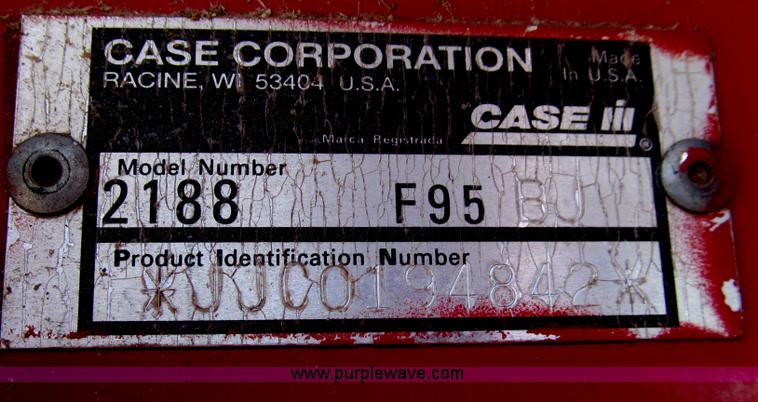 CASE CORPORATION
RACINE, WI 53404 U.S.A.
Made
In U.S.A.
CASE IH
®
Marca Registrada
Model Number
2188 F95 BJ
Product Identification Number
*JJC0194842*
www.purplewave.com